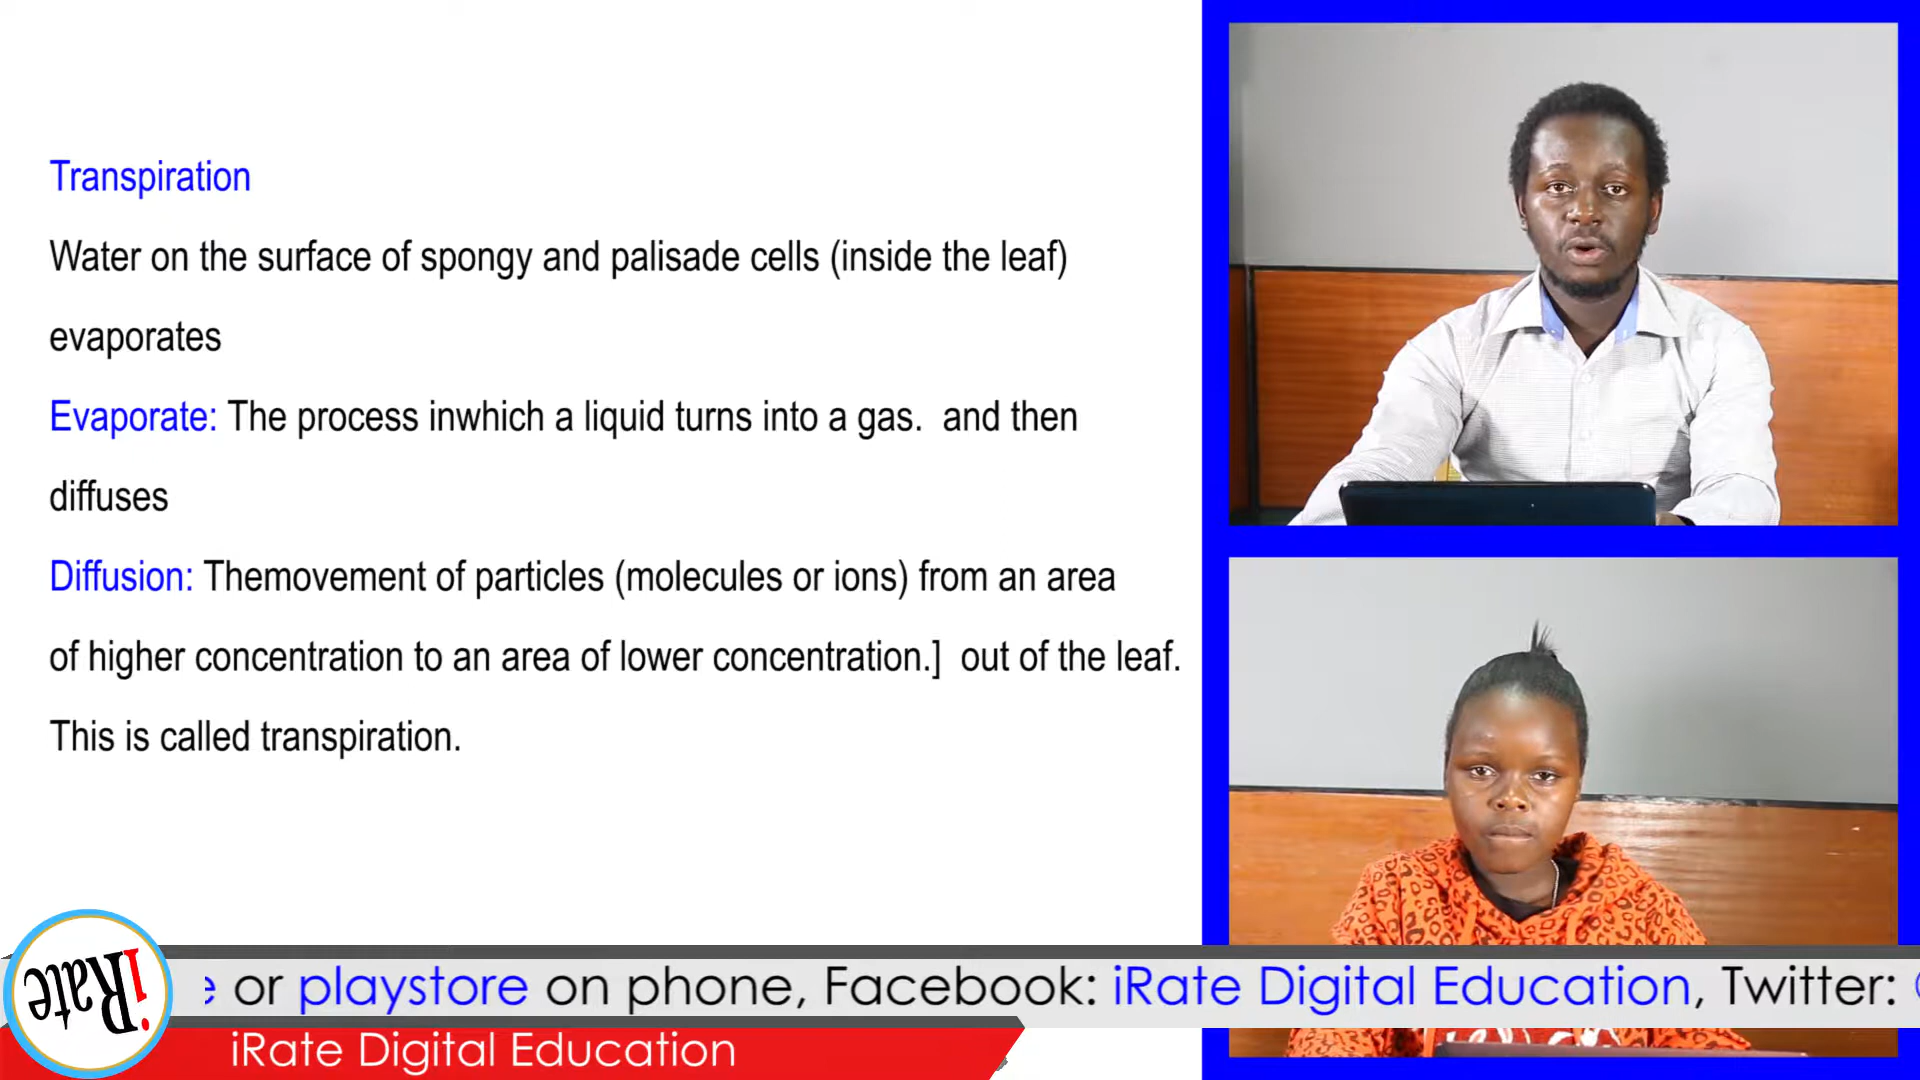 Transpiration
Water on the surface of spongy and palisade cells (inside the leaf)
evaporates
Evaporate: The process inwhich a liquid turns into a gas.  and then
diffuses
Diffusion: Themovement of particles (molecules or ions) from an area
of higher concentration to an area of lower concentration.]  out of the leaf.
This is called transpiration.
iRate
or playstore on phone, Facebook: iRate Digital Education, Twitter:
iRate Digital Education